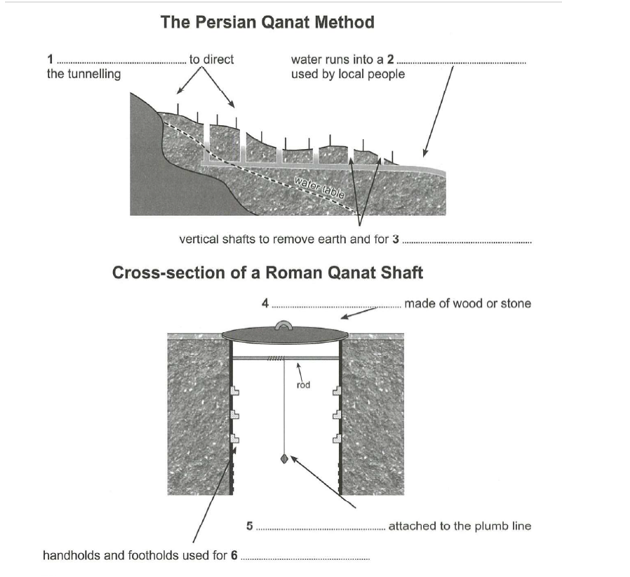 The Persian Qanat Method
1 ........................................ to direct
the tunnelling
water runs into a 2 ........................................
used by local people
water table
vertical shafts to remove earth and for 3 ........................................
Cross-section of a Roman Qanat Shaft
4 ........................................ made of wood or stone
rod
5 ........................................ attached to the plumb line
handholds and footholds used for 6 ........................................